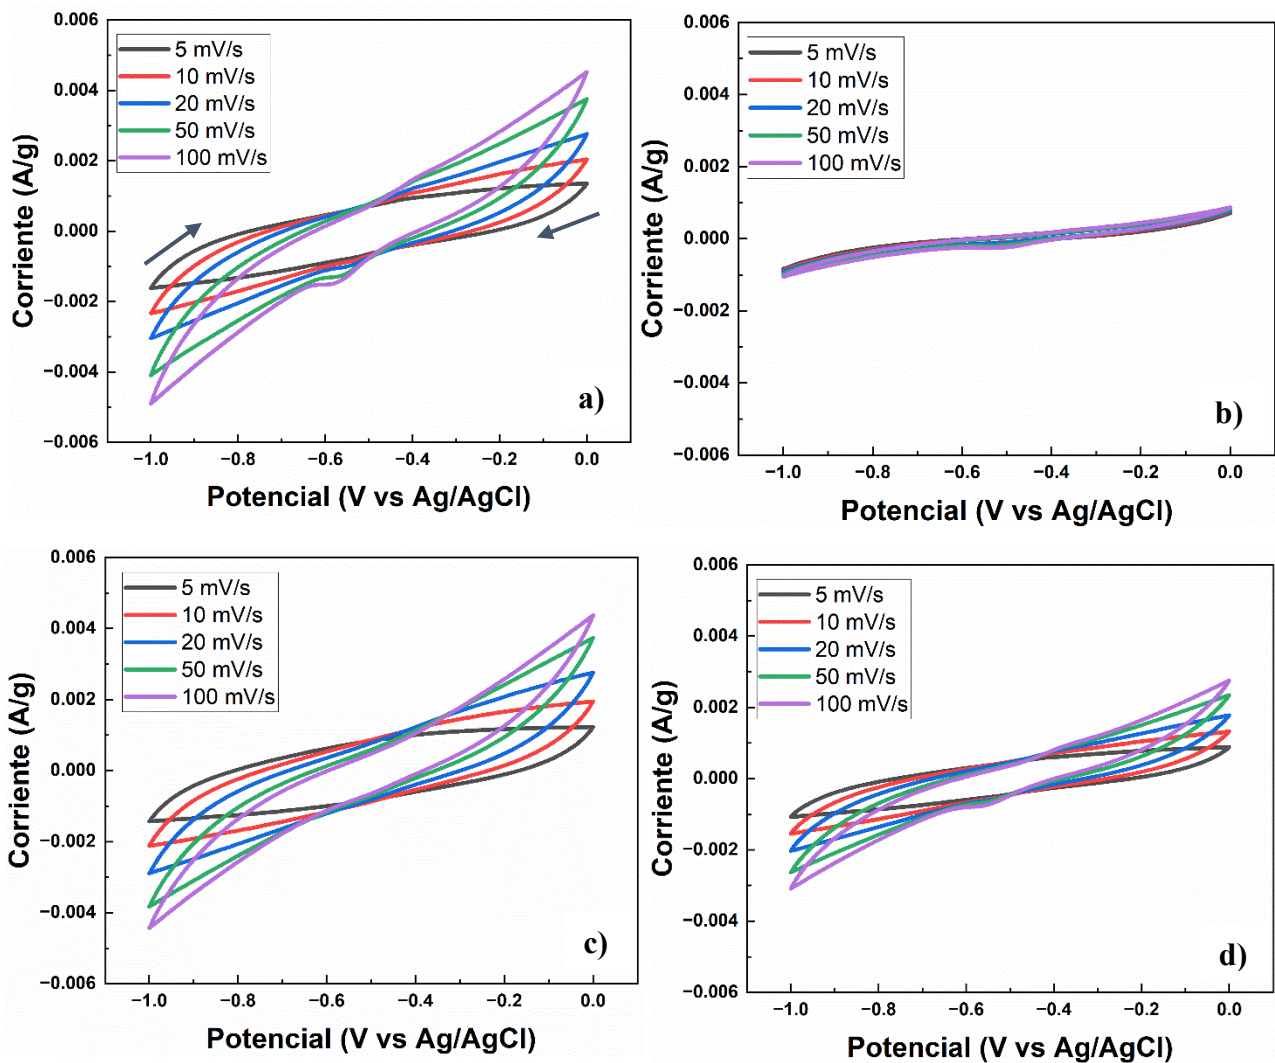 0.006
0.004
0.002
0.000
−0.002
−0.004
−0.006
Corriente (A/g)
5 mV/s
10 mV/s
20 mV/s
50 mV/s
100 mV/s
a)
−1.0 −0.8 −0.6 −0.4 −0.2 0.0
Potencial (V vs Ag/AgCl)
0.006
0.004
0.002
0.000
−0.002
−0.004
−0.006
Corriente (A/g)
5 mV/s
10 mV/s
20 mV/s
50 mV/s
100 mV/s
b)
−1.0 −0.8 −0.6 −0.4 −0.2 0.0
Potencial (V vs Ag/AgCl)
0.006
0.004
0.002
0.000
−0.002
−0.004
−0.006
Corriente (A/g)
5 mV/s
10 mV/s
20 mV/s
50 mV/s
100 mV/s
c)
−1.0 −0.8 −0.6 −0.4 −0.2 0.0
Potencial (V vs Ag/AgCl)
0.006
0.004
0.002
0.000
−0.002
−0.004
−0.006
Corriente (A/g)
5 mV/s
10 mV/s
20 mV/s
50 mV/s
100 mV/s
d)
−1.0 −0.8 −0.6 −0.4 −0.2 0.0
Potencial (V vs Ag/AgCl)